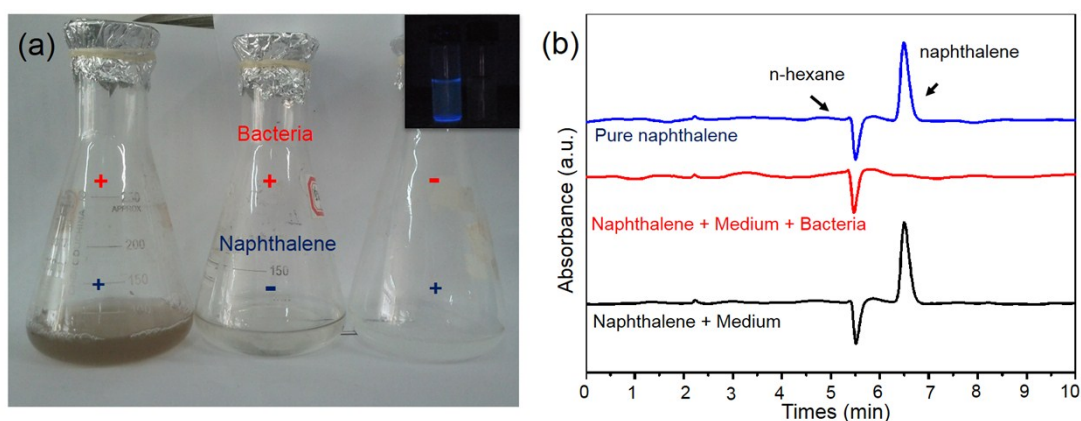 (a)
Bacteria
+ + -
Naphthalene
+ - +
APPROX
200
150
150
(b)
n-hexane
naphthalene
Pure naphthalene
Naphthalene + Medium + Bacteria
Naphthalene + Medium
Absorbance (a.u.)
0 1 2 3 4 5 6 7 8 9 10
Times (min)